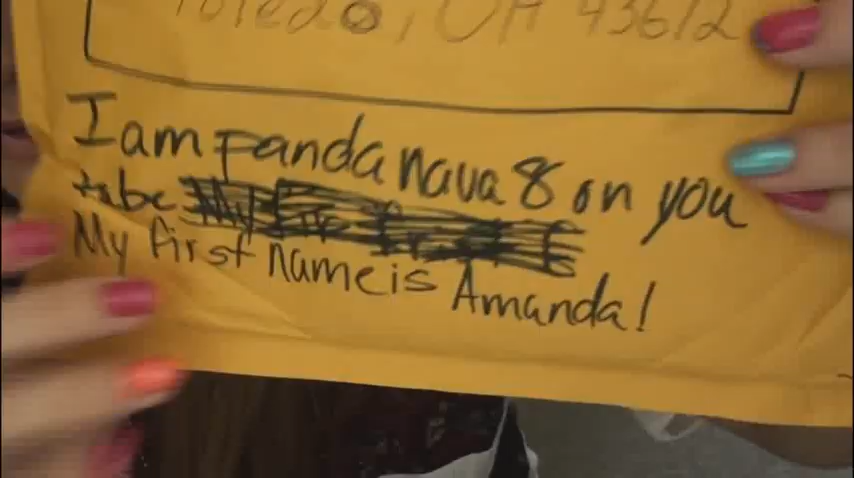 Toledo, OH 43612
I am pandanava8 on you
tube
My first name is Amanda!